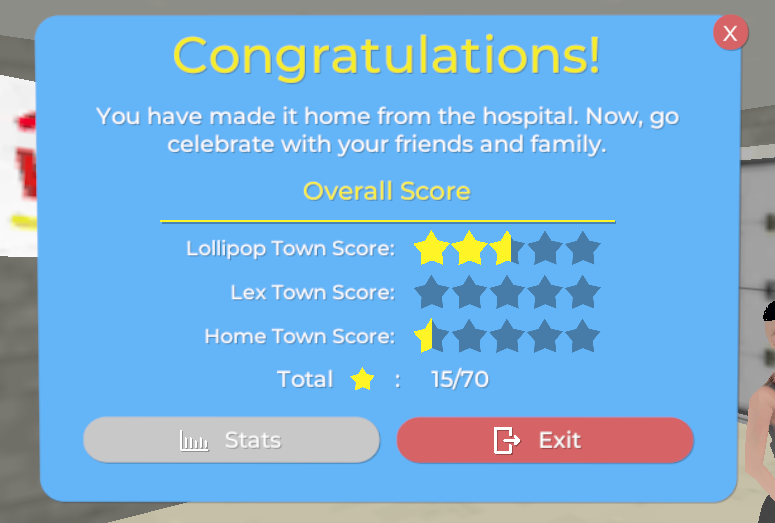 X
Congratulations!
You have made it home from the hospital. Now, go
celebrate with your friends and family.
Overall Score
Lollipop Town Score:
Lex Town Score:
Home Town Score:
Total : 15/70
Stats
Exit